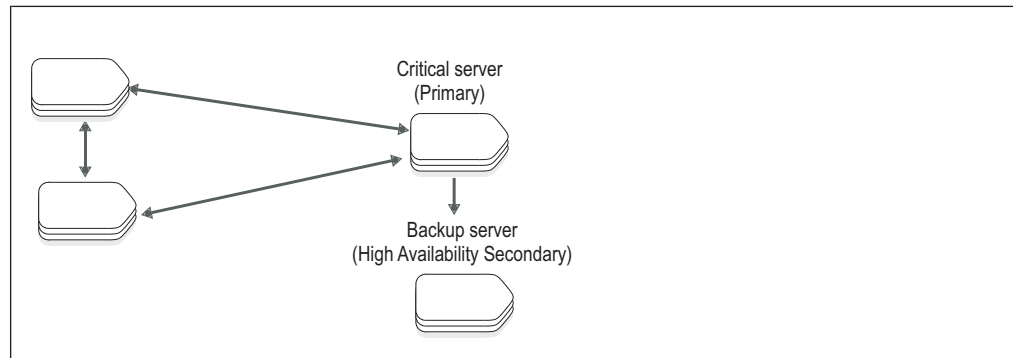 Critical server
(Primary)
Backup server
(High Availability Secondary)